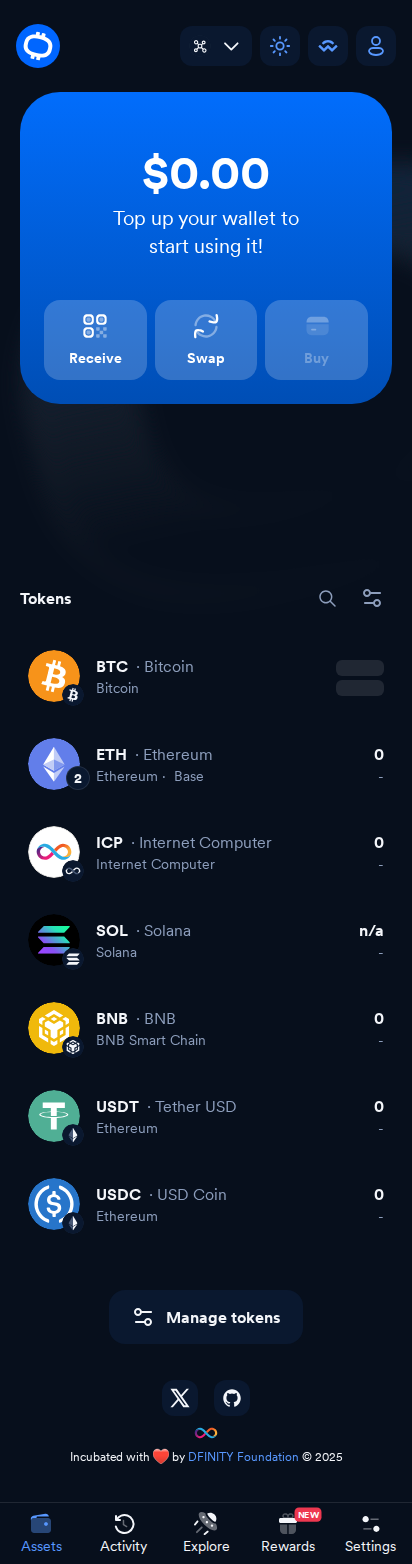 $0.00
Top up your wallet to
start using it!
Receive Swap Buy
Tokens
BTC · Bitcoin
Bitcoin
ETH · Ethereum 0
2 Ethereum · Base -
ICP · Internet Computer 0
Internet Computer -
SOL · Solana n/a
Solana -
BNB · BNB 0
BNB Smart Chain -
USDT · Tether USD 0
Ethereum -
USDC · USD Coin 0
Ethereum -
Manage tokens
Incubated with ❤️ by DFINITY Foundation © 2025
NEW
Assets Activity Explore Rewards Settings